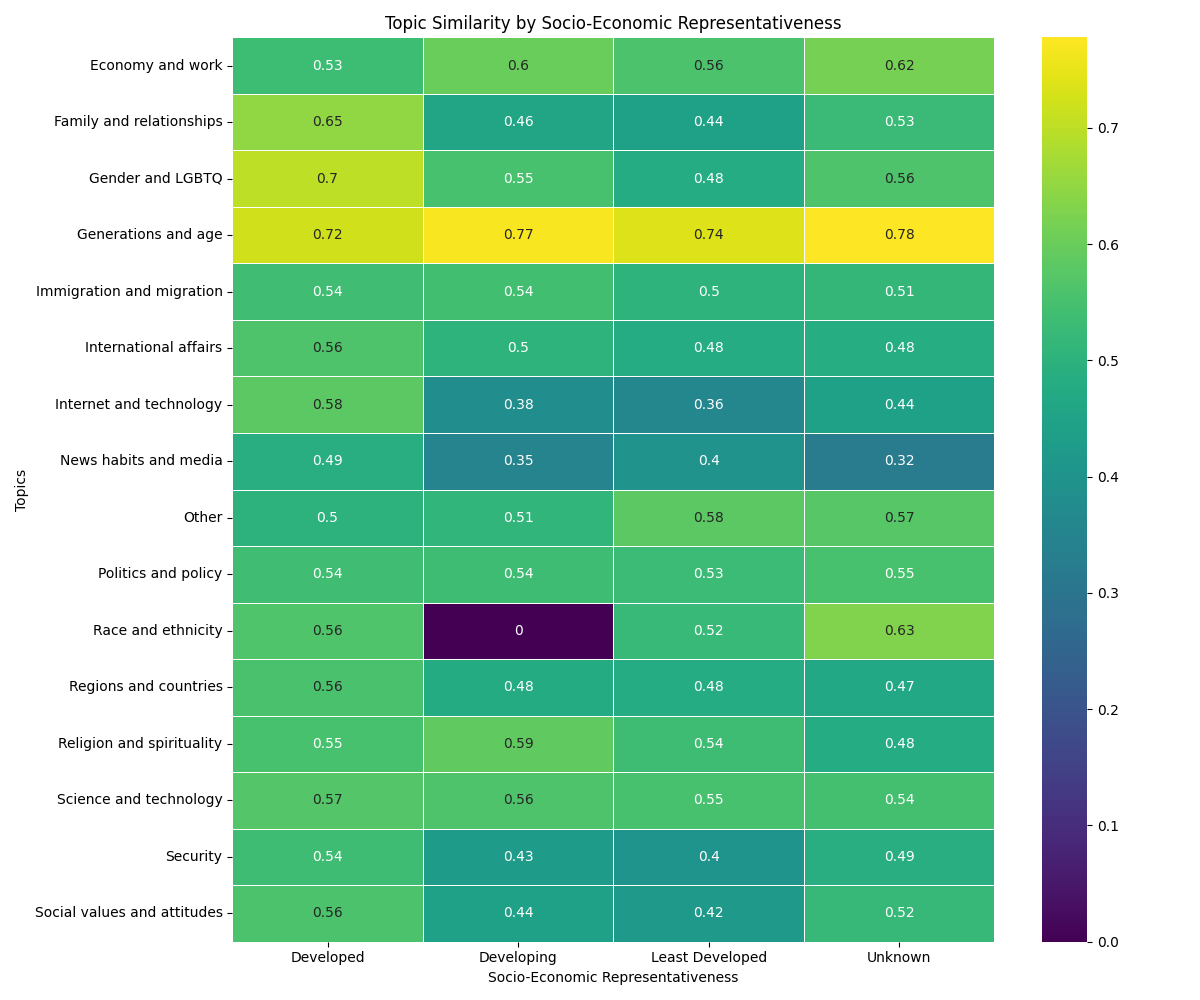 Topic Similarity by Socio-Economic Representativeness
Economy and work 0.53 0.6 0.56 0.62
Family and relationships 0.65 0.46 0.44 0.53
Gender and LGBTQ 0.7 0.55 0.48 0.56
Generations and age 0.72 0.77 0.74 0.78
Immigration and migration 0.54 0.54 0.5 0.51
International affairs 0.56 0.5 0.48 0.48
Internet and technology 0.58 0.38 0.36 0.44
News habits and media 0.49 0.35 0.4 0.32
Other 0.5 0.51 0.58 0.57
Politics and policy 0.54 0.54 0.53 0.55
Race and ethnicity 0.56 0 0.52 0.63
Regions and countries 0.56 0.48 0.48 0.47
Religion and spirituality 0.55 0.59 0.54 0.48
Science and technology 0.57 0.56 0.55 0.54
Security 0.54 0.43 0.4 0.49
Social values and attitudes 0.56 0.44 0.42 0.52
Developed Developing Least Developed Unknown
Socio-Economic Representativeness
Topics
0.7
0.6
0.5
0.4
0.3
0.2
0.1
0.0